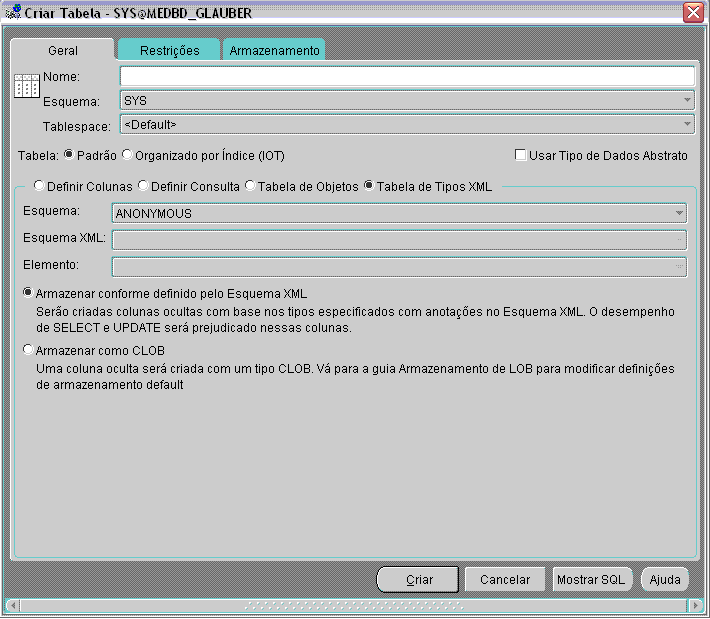 Criar Tabela - SYS@MEDBD_GLAUBER
Geral
Restrições
Armazenamento
Nome:
Esquema: SYS
Tablespace: <Default>
Tabela: Padrão Organizado por Índice (IOT) Usar Tipo de Dados Abstrato
Definir Colunas Definir Consulta Tabela de Objetos Tabela de Tipos XML
Esquema: ANONYMOUS
Esquema XML:
Elemento:
Armazenar conforme definido pelo Esquema XML
Serão criadas colunas ocultas com base nos tipos especificados com anotações no Esquema XML. O desempenho
de SELECT e UPDATE será prejudicado nessas colunas.
Armazenar como CLOB
Uma coluna oculta será criada com um tipo CLOB. Vá para a guia Armazenamento de LOB para modificar definições
de armazenamento default
Criar
Cancelar
Mostrar SQL
Ajuda